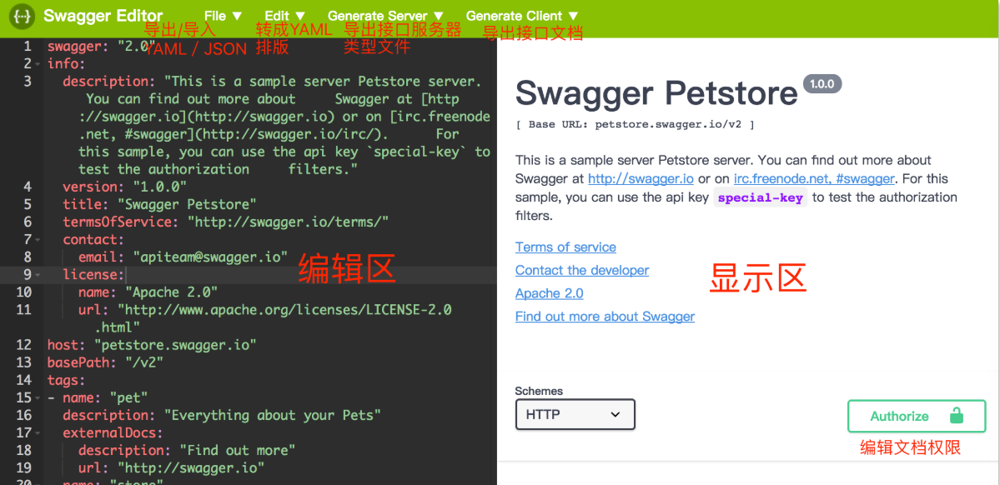 {··} Swagger Editor File ▼ Edit ▼ Generate Server ▼ Generate Client ▼
导出/导入 转成YAML 导出接口服务器 导出接口文档
YAML / JSON 排版 类型文件
1 swagger: "2.0"
2 info:
3 description: "This is a sample server Petstore server.
You can find out more about Swagger at [http
://swagger.io](http://swagger.io) or on [irc.freenode
.net, #swagger](http://swagger.io/irc/). For
this sample, you can use the api key `special-key` to
test the authorization filters."
4 version: "1.0.0"
5 title: "Swagger Petstore"
6 termsOfService: "http://swagger.io/terms/"
7 contact:
8 email: "apiteam@swagger.io"
9 license:
10 name: "Apache 2.0"
11 url: "http://www.apache.org/licenses/LICENSE-2.0
.html"
12 host: "petstore.swagger.io"
13 basePath: "/v2"
14 tags:
15 - name: "pet"
16 description: "Everything about your Pets"
17 externalDocs:
18 description: "Find out more"
19 url: "http://swagger.io"
20 - name: "store"
编辑区
Swagger Petstore 1.0.0
[ Base URL: petstore.swagger.io/v2 ]
This is a sample server Petstore server. You can find out more about
Swagger at http://swagger.io or on irc.freenode.net, #swagger. For this
sample, you can use the api key special-key to test the authorization
filters.
Terms of service
Contact the developer
Apache 2.0
Find out more about Swagger
显示区
Schemes
HTTP
Authorize
编辑文档权限